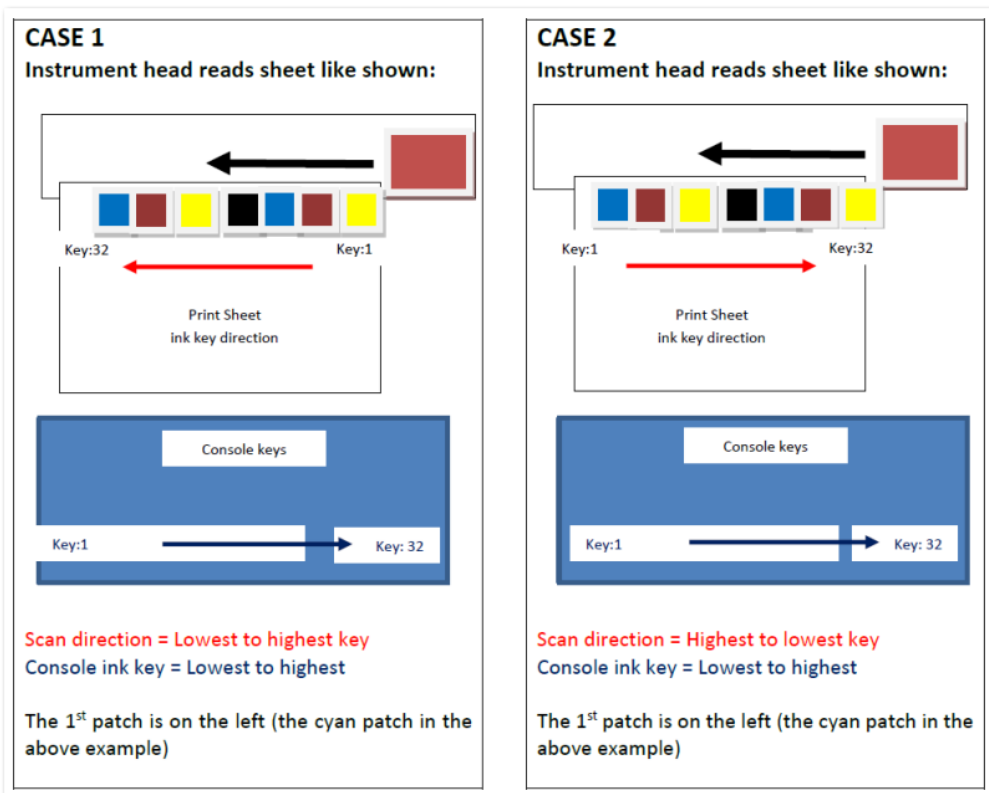 CASE 1
Instrument head reads sheet like shown:
Key:32
Key:1
Print Sheet
ink key direction
Console keys
Key:1
Key: 32
Scan direction = Lowest to highest key
Console ink key = Lowest to highest
The 1st patch is on the left (the cyan patch in the
above example)
CASE 2
Instrument head reads sheet like shown:
Key:1
Key:32
Print Sheet
ink key direction
Console keys
Key:1
Key: 32
Scan direction = Highest to lowest key
Console ink key = Lowest to highest
The 1st patch is on the left (the cyan patch in the
above example)